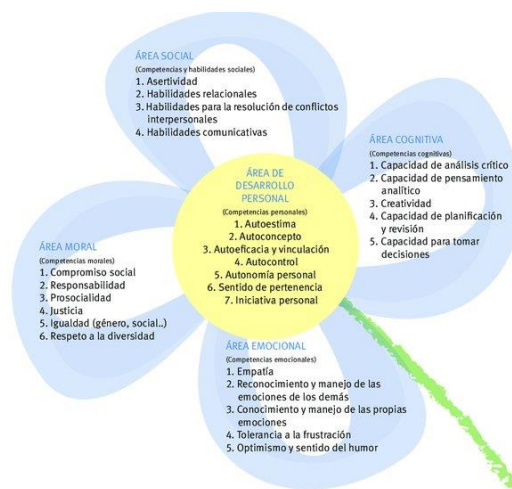 ÁREA SOCIAL
(Competencias y habilidades sociales)
1. Asertividad
2. Habilidades relacionales
3. Habilidades para la resolución de conflictos
interpersonales
4. Habilidades comunicativas
ÁREA COGNITIVA
(Competencias cognitivas)
1. Capacidad de análisis crítico
2. Capacidad de pensamiento
analítico
3. Creatividad
4. Capacidad de planificación
y revisión
5. Capacidad para tomar
decisiones
ÁREA DE
DESARROLLO
PERSONAL
(Competencias personales)
1. Autoestima
2. Autoconcepto
3. Autoeficacia y vinculación
4. Autocontrol
5. Autonomía personal
6. Sentido de pertenencia
7. Iniciativa personal
ÁREA MORAL
(Competencias morales)
1. Compromiso social
2. Responsabilidad
3. Prosocialidad
4. Justicia
5. Igualdad (género, social..)
6. Respeto a la diversidad
ÁREA EMOCIONAL
(Competencias emocionales)
1. Empatía
2. Reconocimiento y manejo de las
emociones de los demás
3. Conocimiento y manejo de las propias
emociones
4. Tolerancia a la frustración
5. Optimismo y sentido del humor